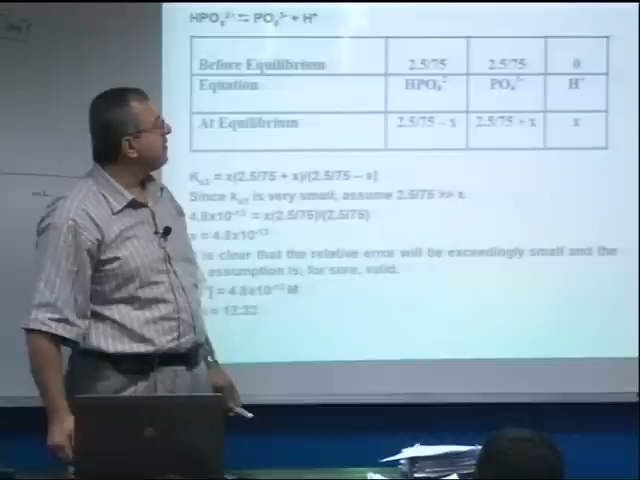 HPO₄²⁻ ⇆ PO₄³⁻ + H⁺
Before Equilibrium 2.5/75 2.5/75 0
Equation HPO₄²⁻ PO₄³⁻ H⁺
At Equilibrium 2.5/75 – x 2.5/75 + x x
Kₐ₃ = x(2.5/75 + x)/(2.5/75 – x)
Since kₐ₃ is very small, assume 2.5/75 >> x
4.8x10⁻¹³ = x(2.5/75)/(2.5/75)
= 4.8x10⁻¹³
is clear that the relative error will be exceedingly small and the
assumption is, for sure, valid.
] = 4.8x10⁻¹³ M
= 12.32